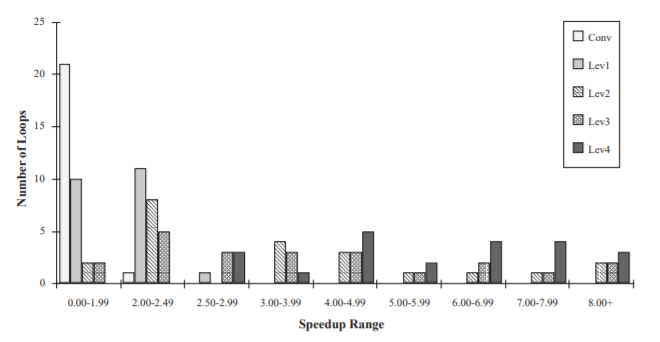 25
20
15
10
5
0
Number of Loops
Conv
Lev1
Lev2
Lev3
Lev4
0.00-1.99 2.00-2.49 2.50-2.99 3.00-3.99 4.00-4.99 5.00-5.99 6.00-6.99 7.00-7.99 8.00+
Speedup Range